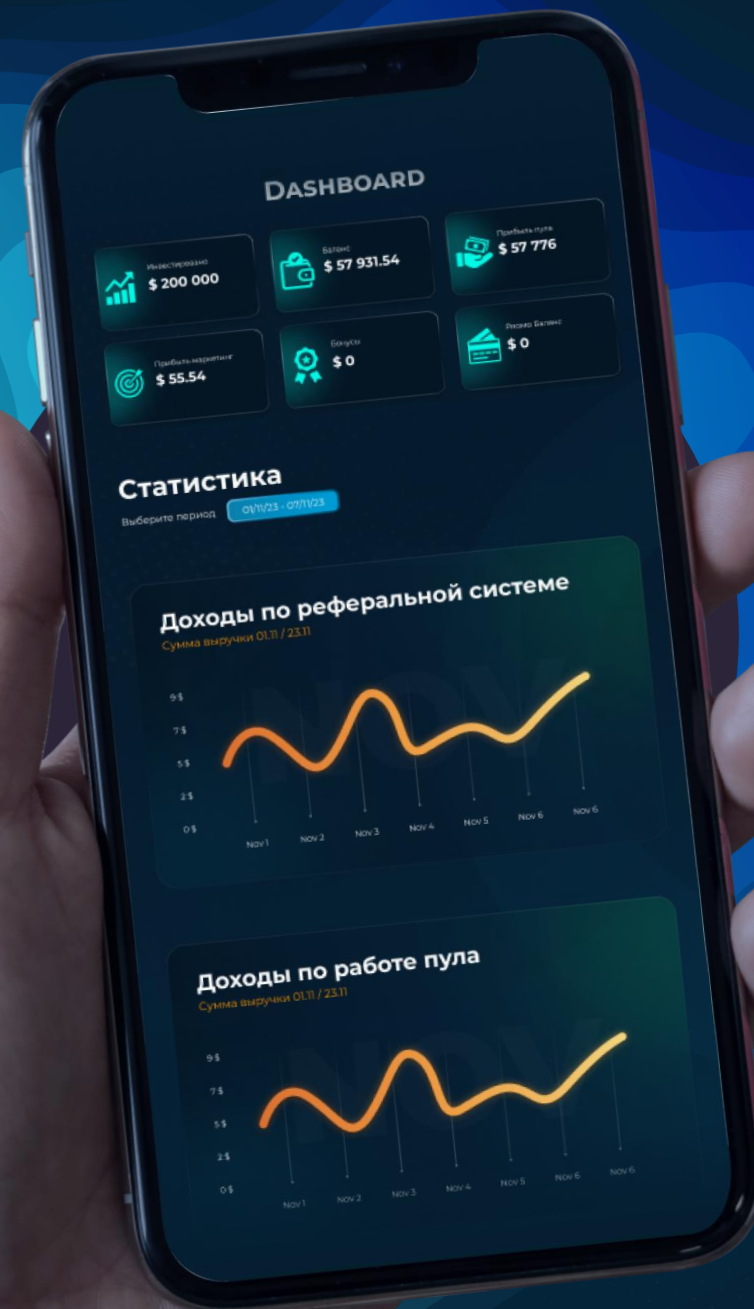 DASHBOARD
Инвестировано
$ 200 000
Баланс
$ 57 931.54
Прибыль пула
$ 57 776
Прибыль маркетинг
$ 55.54
Бонусы
$ 0
Промо Баланс
$ 0
Статистика
Выберите период 01/11/23 - 07/11/23
Доходы по реферальной системе
Сумма выручки 01.11 / 23.11
NOV
9$
7$
5$
2$
0$
Nov 1 Nov 2 Nov 3 Nov 4 Nov 5 Nov 6 Nov 6
Доходы по работе пула
Сумма выручки 01.11 / 23.11
NOV
9$
7$
5$
2$
0$
Nov 1 Nov 2 Nov 3 Nov 4 Nov 5 Nov 6 Nov 6